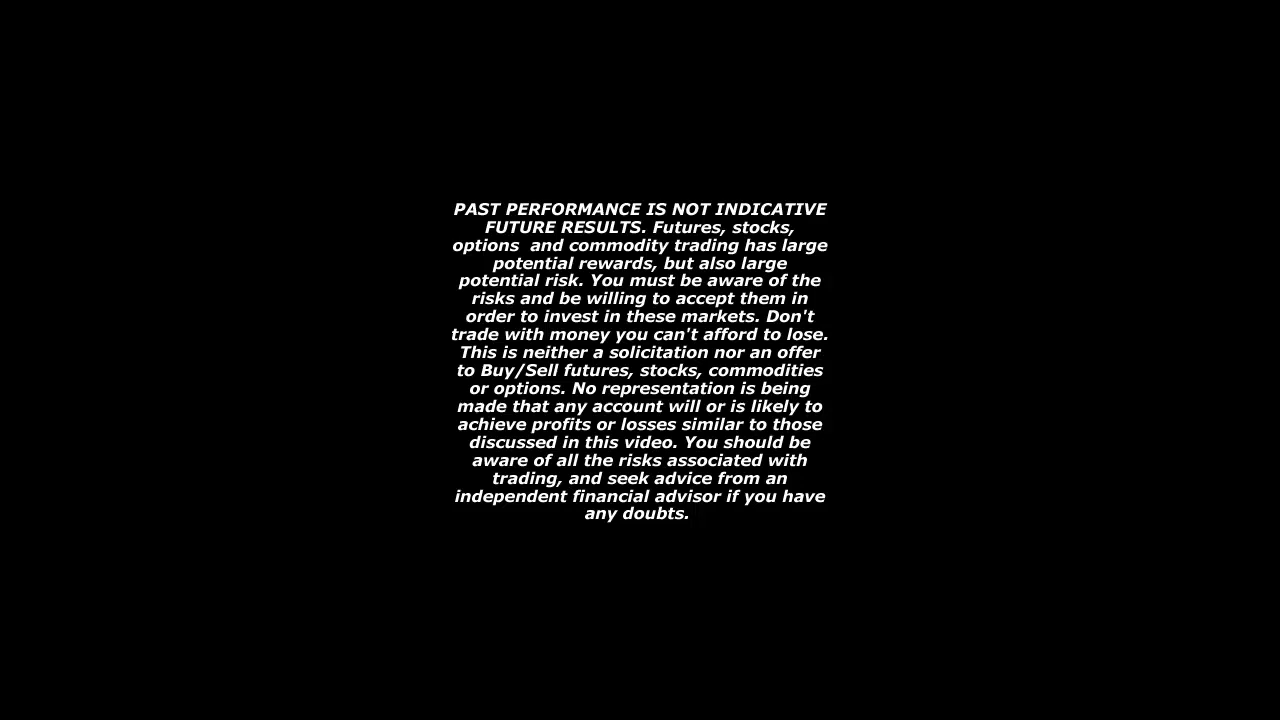 PAST PERFORMANCE IS NOT INDICATIVE
FUTURE RESULTS. Futures, stocks,
options  and commodity trading has large
potential rewards, but also large
potential risk. You must be aware of the
risks and be willing to accept them in
order to invest in these markets. Don't
trade with money you can't afford to lose.
This is neither a solicitation nor an offer
to Buy/Sell futures, stocks, commodities
or options. No representation is being
made that any account will or is likely to
achieve profits or losses similar to those
discussed in this video. You should be
aware of all the risks associated with
trading, and seek advice from an
independent financial advisor if you have
any doubts.